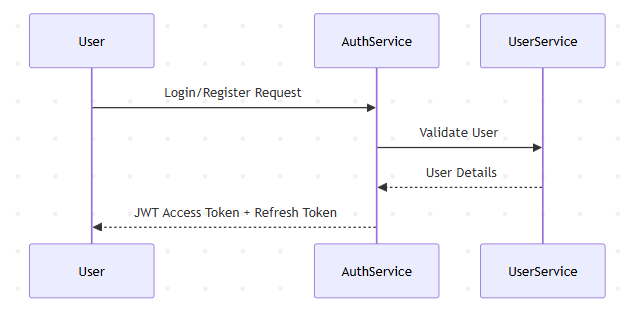 User
AuthService
UserService
Login/Register Request
Validate User
User Details
JWT Access Token + Refresh Token
User
AuthService
UserService